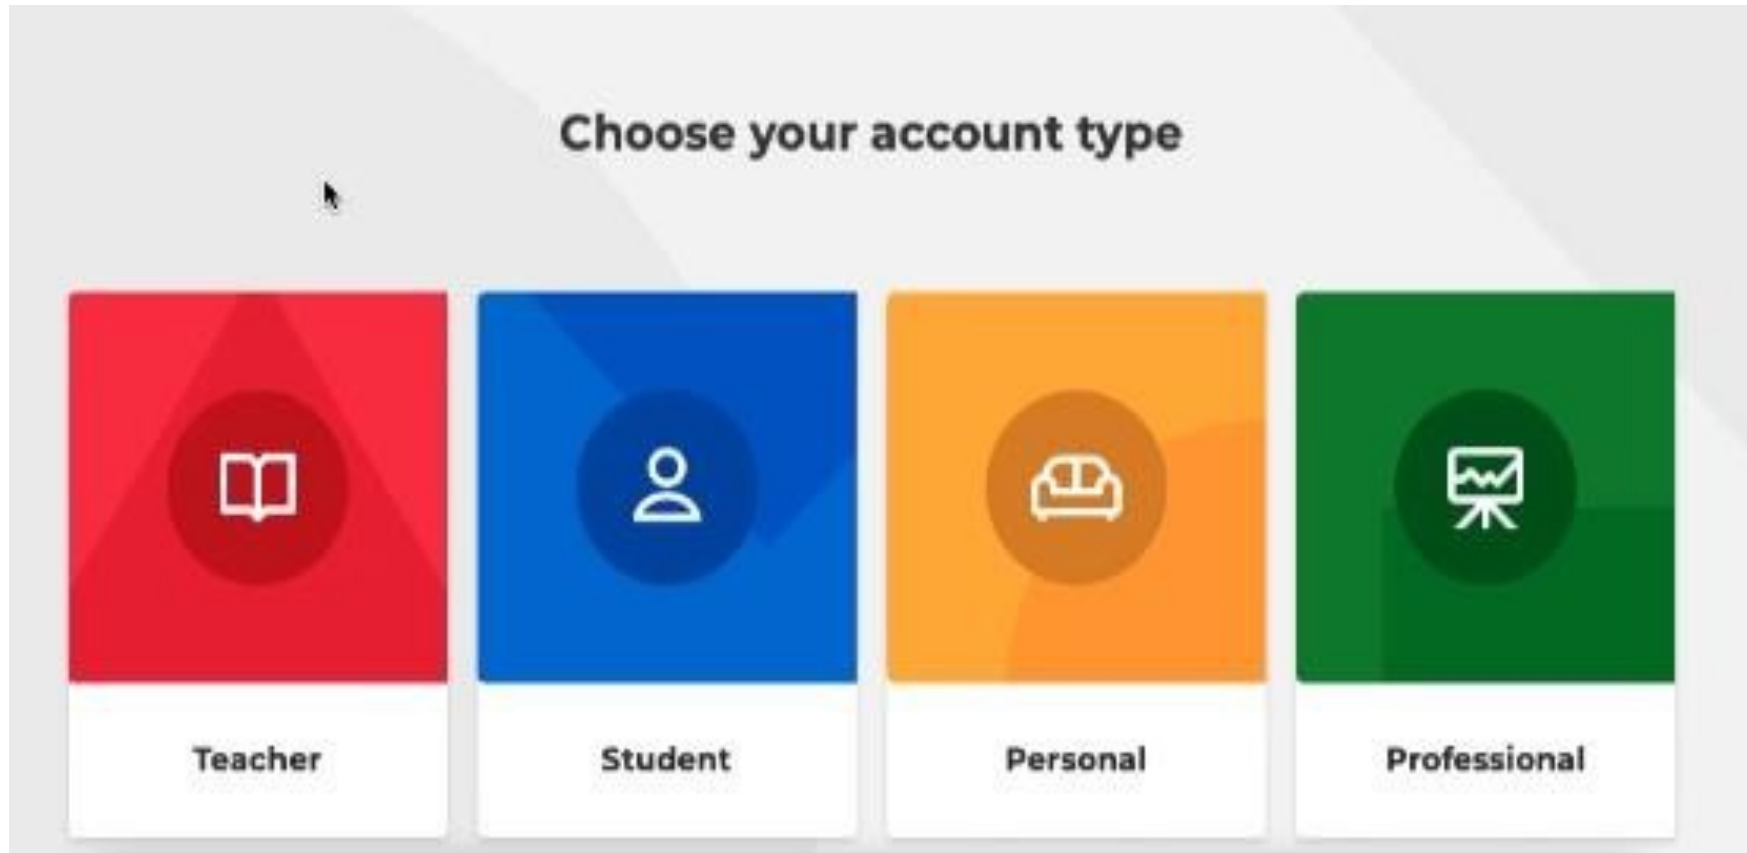 Choose your account type
Teacher
Student
Personal
Professional